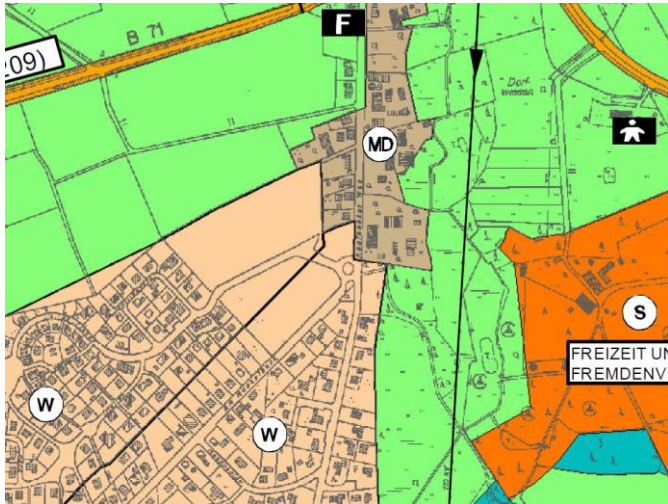 F
B 71
209)
Dorf
wiesen
MD
S
FREIZEIT UN
FREMDENV
W
W